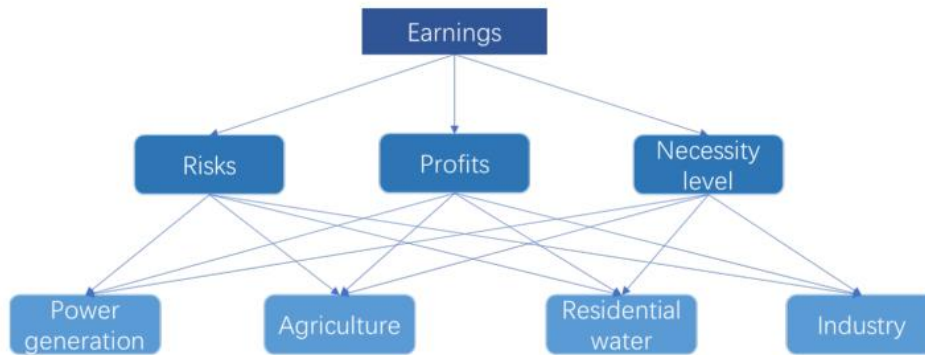 Earnings
Risks
Profits
Necessity
level
Power
generation
Agriculture
Residential
water
Industry